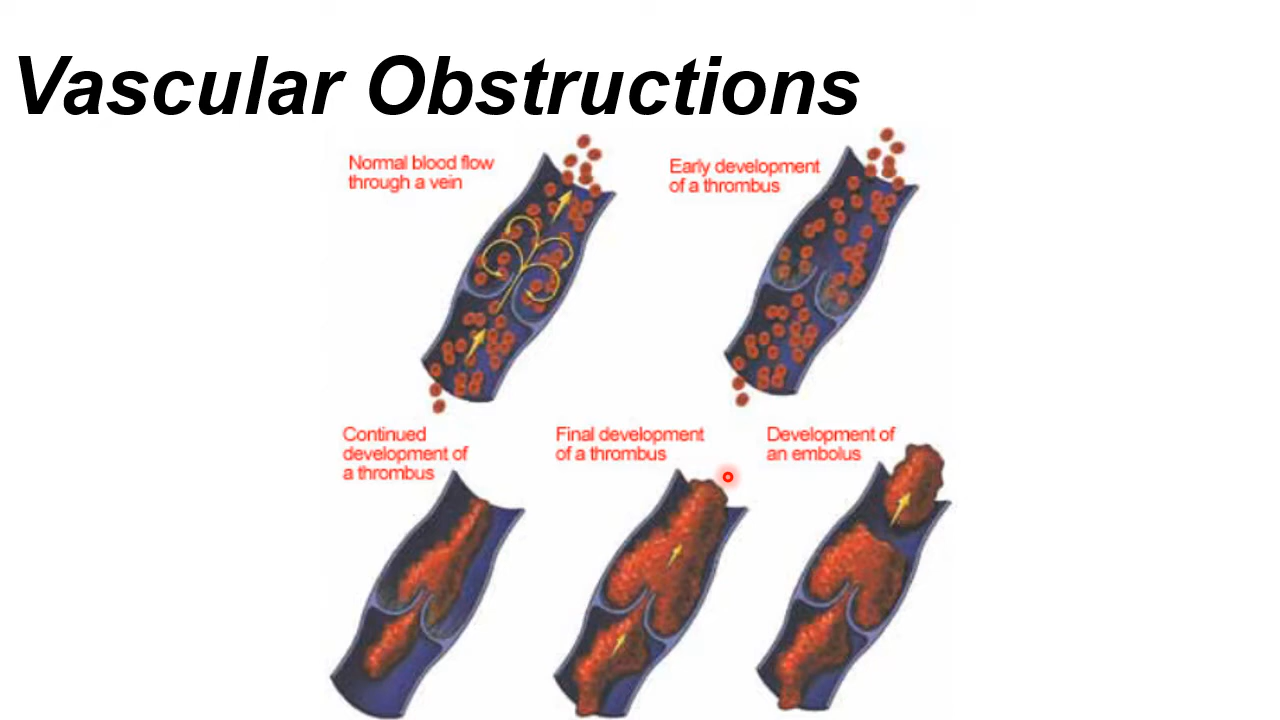 Vascular Obstructions
Normal blood flow
through a vein
Early development
of a thrombus
Continued
development of
a thrombus
Final development
of a thrombus
Development of
an embolus